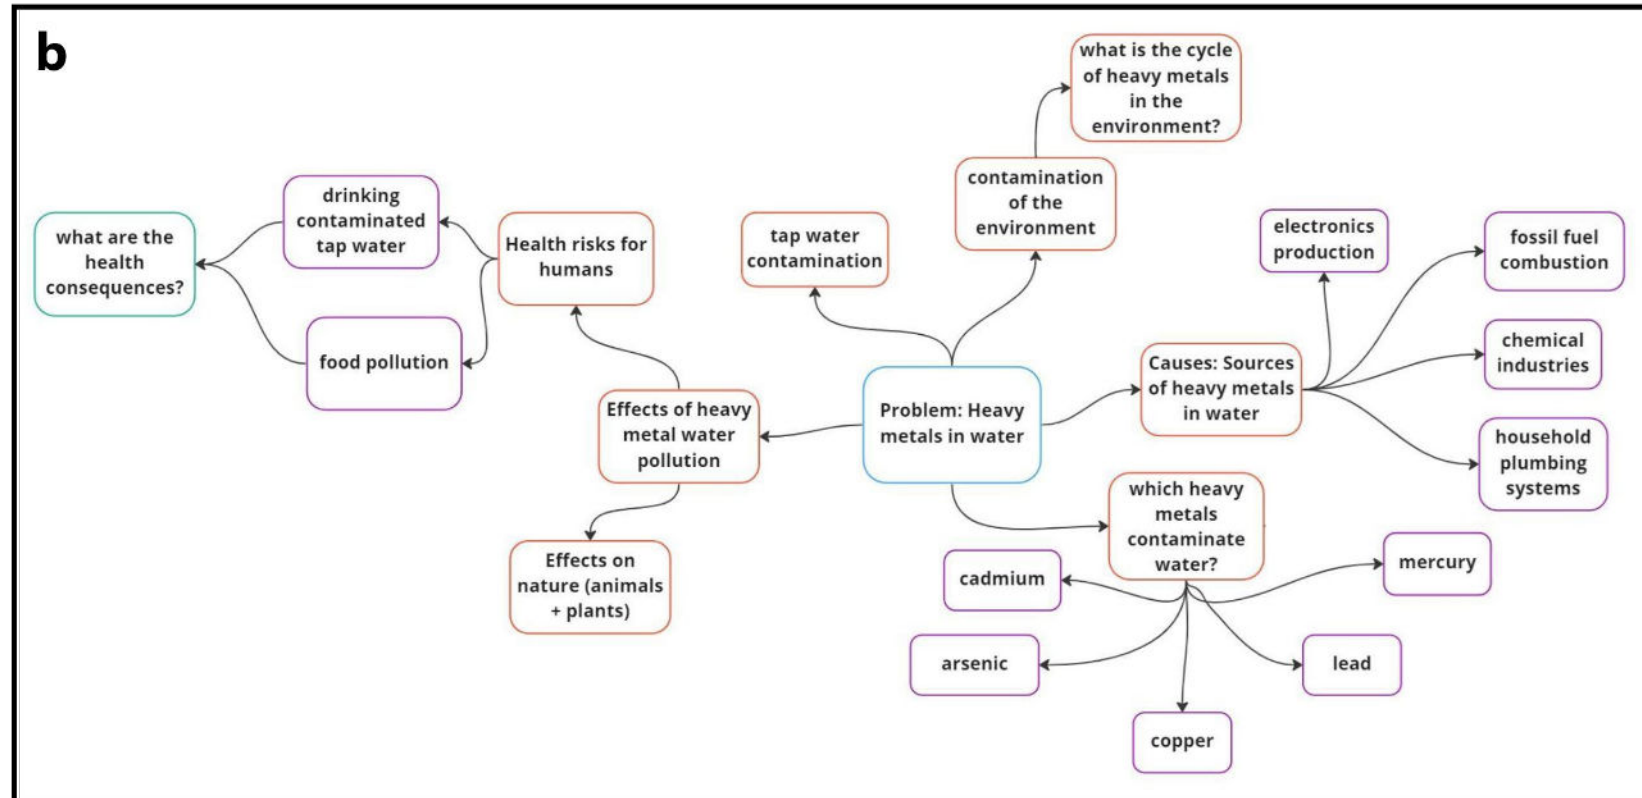 b
what is the cycle
of heavy metals
in the
environment?
contamination
of the
environment
tap water
contamination
drinking
contaminated
tap water
what are the
health
consequences?
Health risks for
humans
food pollution
electronics
production
fossil fuel
combustion
chemical
industries
household
plumbing
systems
Causes: Sources
of heavy metals
in water
Problem: Heavy
metals in water
Effects of heavy
metal water
pollution
Effects on
nature (animals
+ plants)
which heavy
metals
contaminate
water?
cadmium
mercury
arsenic
lead
copper